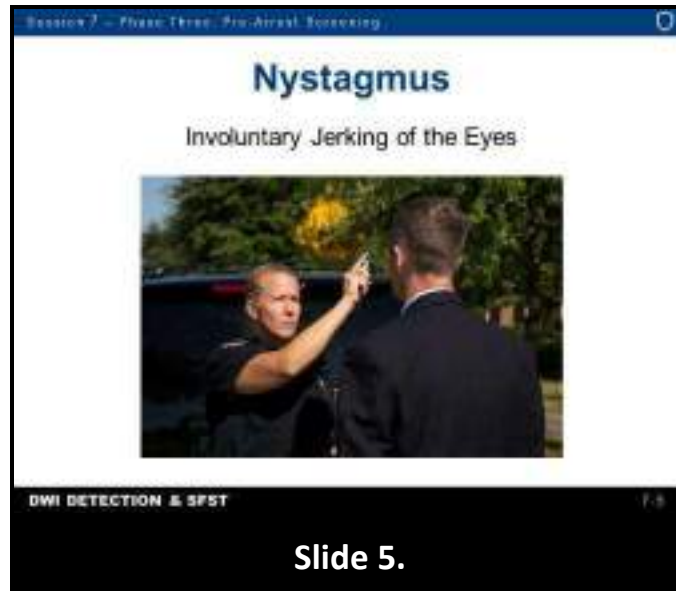 Session 7 – Phase Three: Pre-Arrest Screening
Nystagmus
Involuntary Jerking of the Eyes
DWI DETECTION & SFST
7-5
Slide 5.